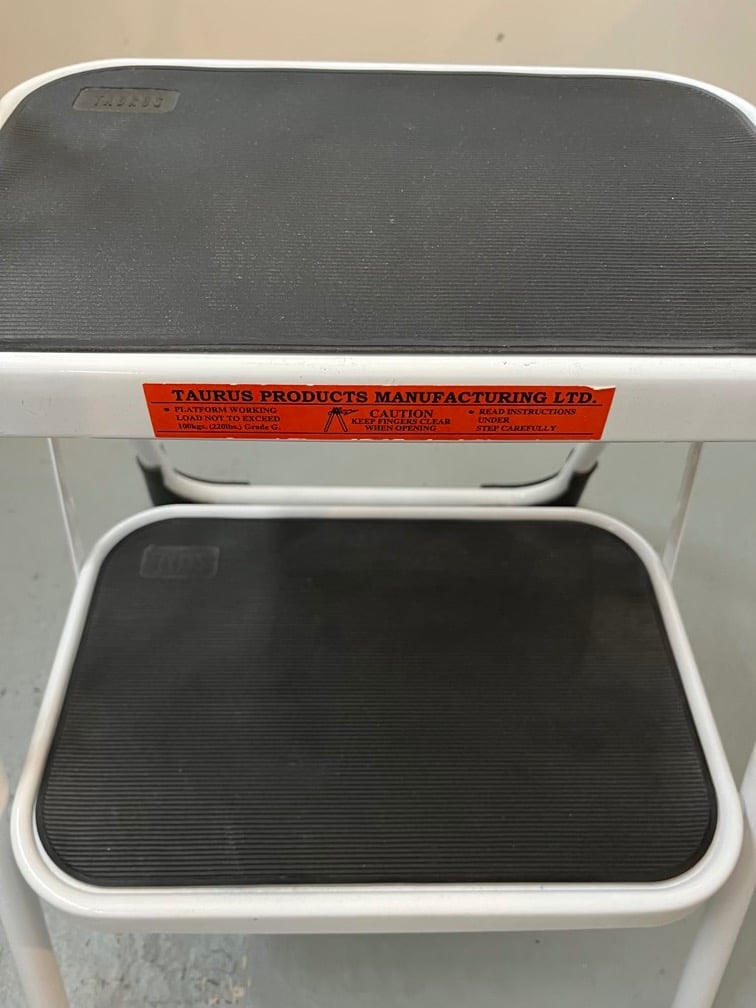 TAURUS
TAURUS PRODUCTS MANUFACTURING LTD.
• PLATFORM WORKING
LOAD NOT TO EXCEED
100kgs. (220lbs.) Grade G.
CAUTION
KEEP FINGERS CLEAR
WHEN OPENING
• READ INSTRUCTIONS
UNDER
STEP CAREFULLY